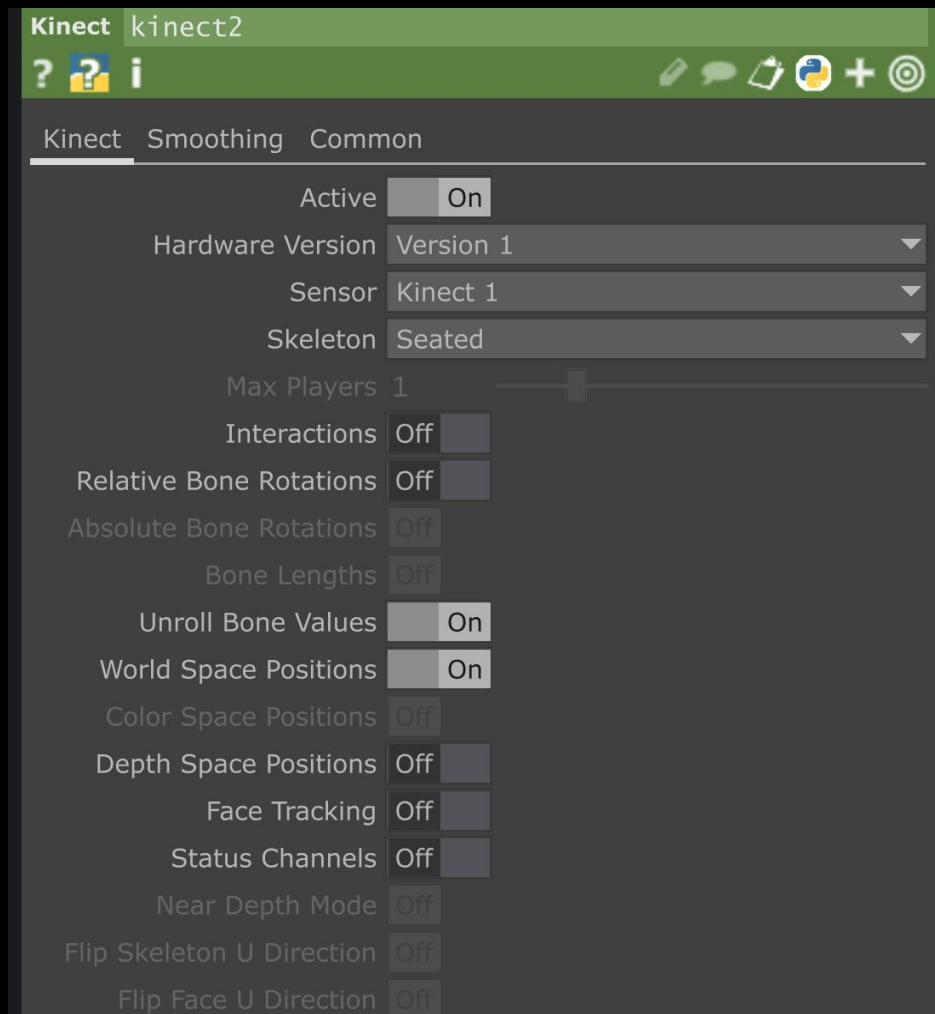 Kinect kinect2
? ? i
Kinect Smoothing Common
Active On
Hardware Version Version 1
Sensor Kinect 1
Skeleton Seated
Max Players 1
Interactions Off
Relative Bone Rotations Off
Absolute Bone Rotations Off
Bone Lengths Off
Unroll Bone Values On
World Space Positions On
Color Space Positions Off
Depth Space Positions Off
Face Tracking Off
Status Channels Off
Near Depth Mode Off
Flip Skeleton U Direction Off
Flip Face U Direction Off